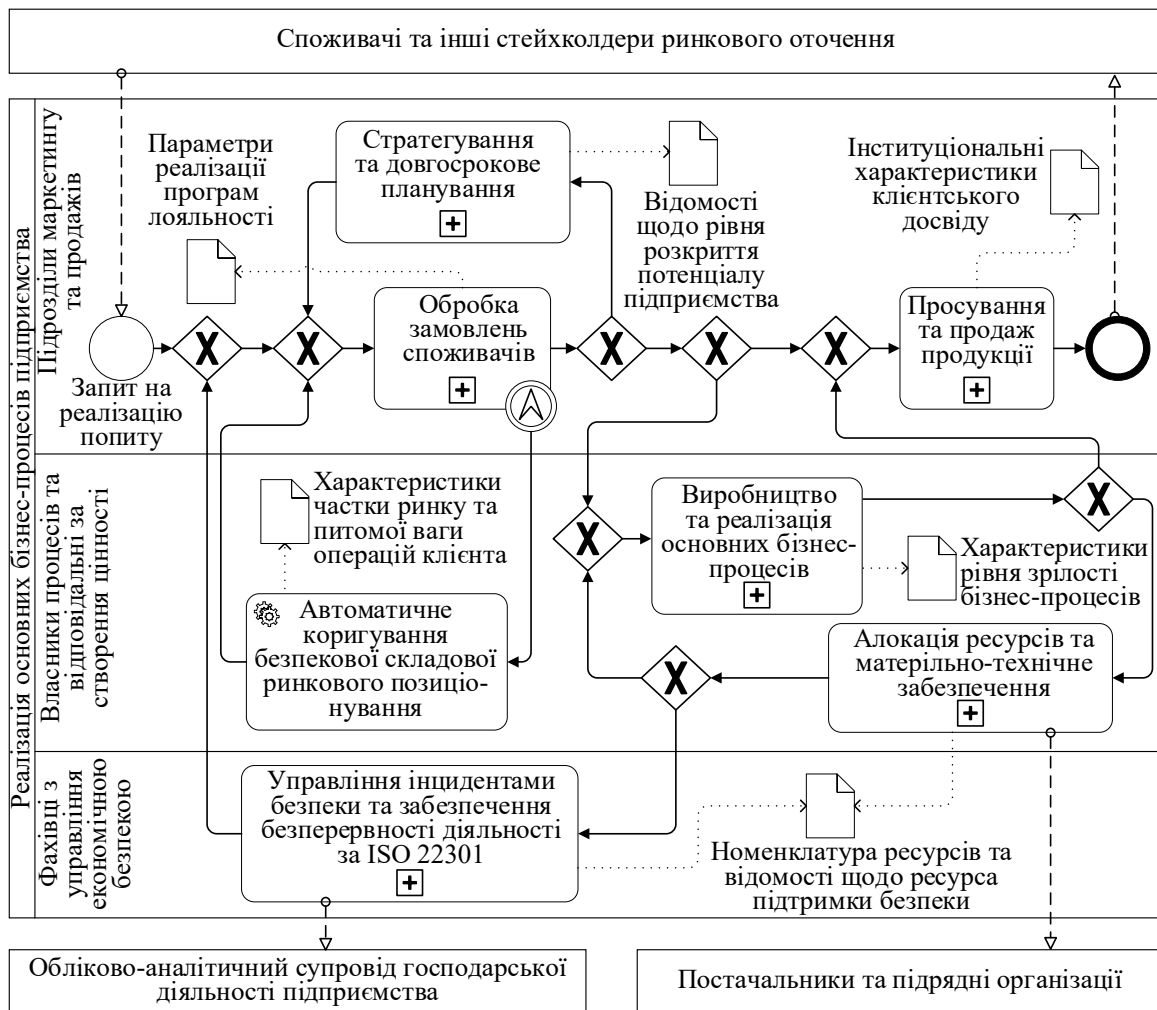 Споживачі та інші стейхколдери ринкового оточення
Реалізація основних бізнес-процесів підприємства
Підрозділи маркетингу
та продажів
Параметри
реалізації
програм
лояльності
Стратегування
та довгосрокове
планування
Відомості
щодо рівня
розкриття
потенціалу
підприємства
Інституціональні
характеристики
клієнтського
досвіду
Запит на
реалізацію
попиту
Обробка
замовлень
споживачів
Просування
та продаж
продукції
Власники процесів та
відповідальні за
створення цінності
Характеристики
частки ринку та
питомої ваги
операцій клієнта
Автоматичне
коригування
безпекової складової
ринкового позиціо-
нування
Виробництво
та реалізація
основних бізнес-
процесів
Характеристики
рівня зрілості
бізнес-процесів
Алокація ресурсів та
матерільно-технічне
забезпечення
Фахівці з
управління
економічною
безпекою
Управління інцидентами
безпеки та забезпечення
безперервності діяльності
за ISO 22301
Номенклатура ресурсів та
відомості щодо ресурса
підтримки безпеки
Обліково-аналітичний супровід господарської
діяльності підприємства
Постачальники та підрядні організації